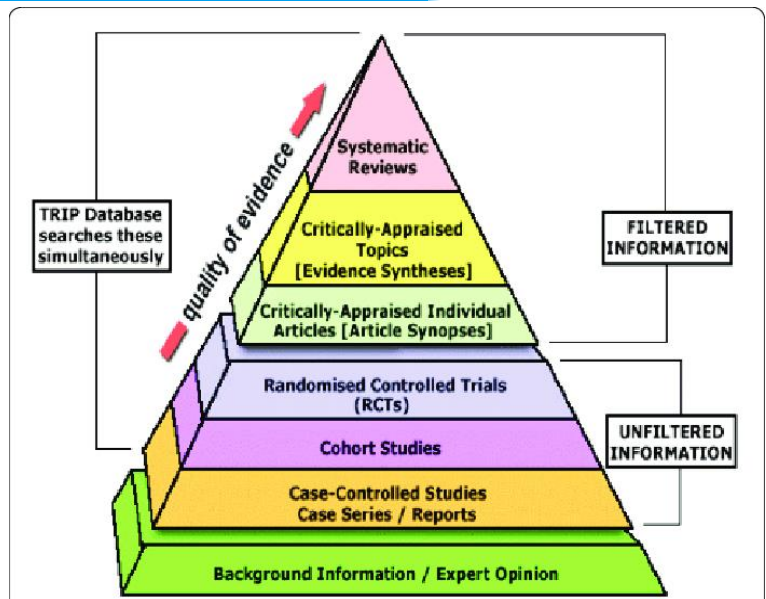 Systematic
Reviews
quality of evidence
TRIP Database
searches these
simultaneously
Critically-Appraised
Topics
[Evidence Syntheses]
FILTERED
INFORMATION
Critically-Appraised Individual
Articles [Article Synopses]
Randomised Controlled Trials
(RCTs)
UNFILTERED
INFORMATION
Cohort Studies
Case-Controlled Studies
Case Series / Reports
Background Information / Expert Opinion